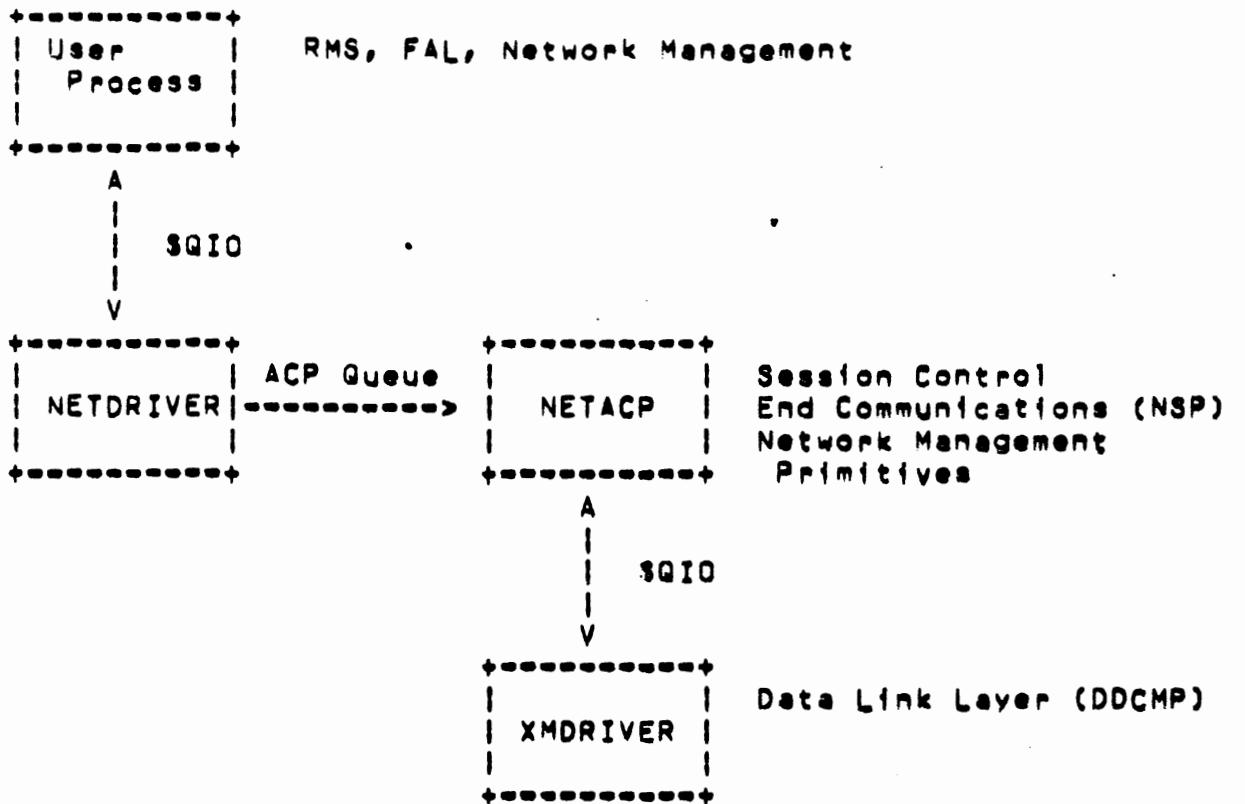 User RMS, FAL, Network Management
Process
$QIO
ACP Queue Session Control
NETDRIVER NETACP End Communications (NSP)
Network Management
Primitives
$QIO
Data Link Layer (DDCMP)
XMDRIVER